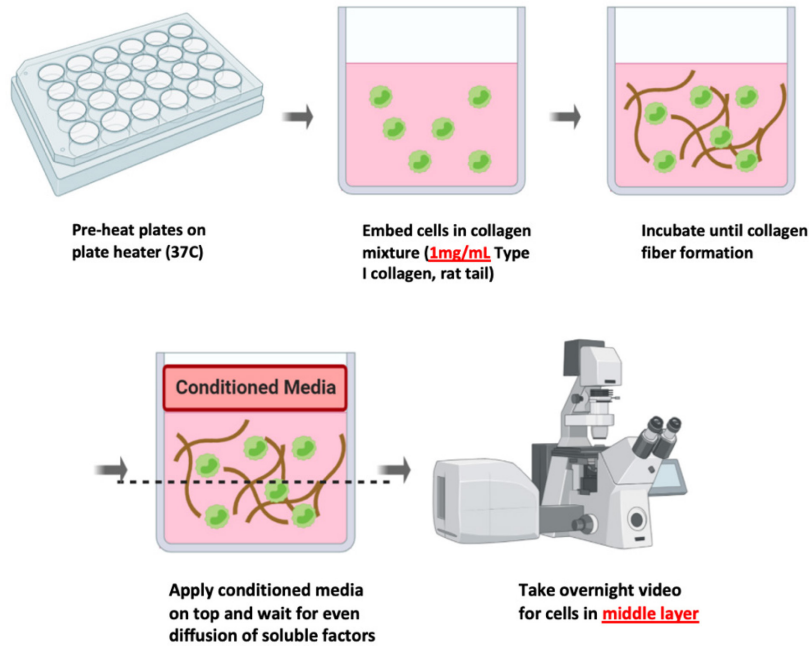 Pre-heat plates on
plate heater (37C)
Embed cells in collagen
mixture (1mg/mL Type
I collagen, rat tail)
Incubate until collagen
fiber formation
Conditioned Media
Apply conditioned media
on top and wait for even
diffusion of soluble factors
Take overnight video
for cells in middle layer